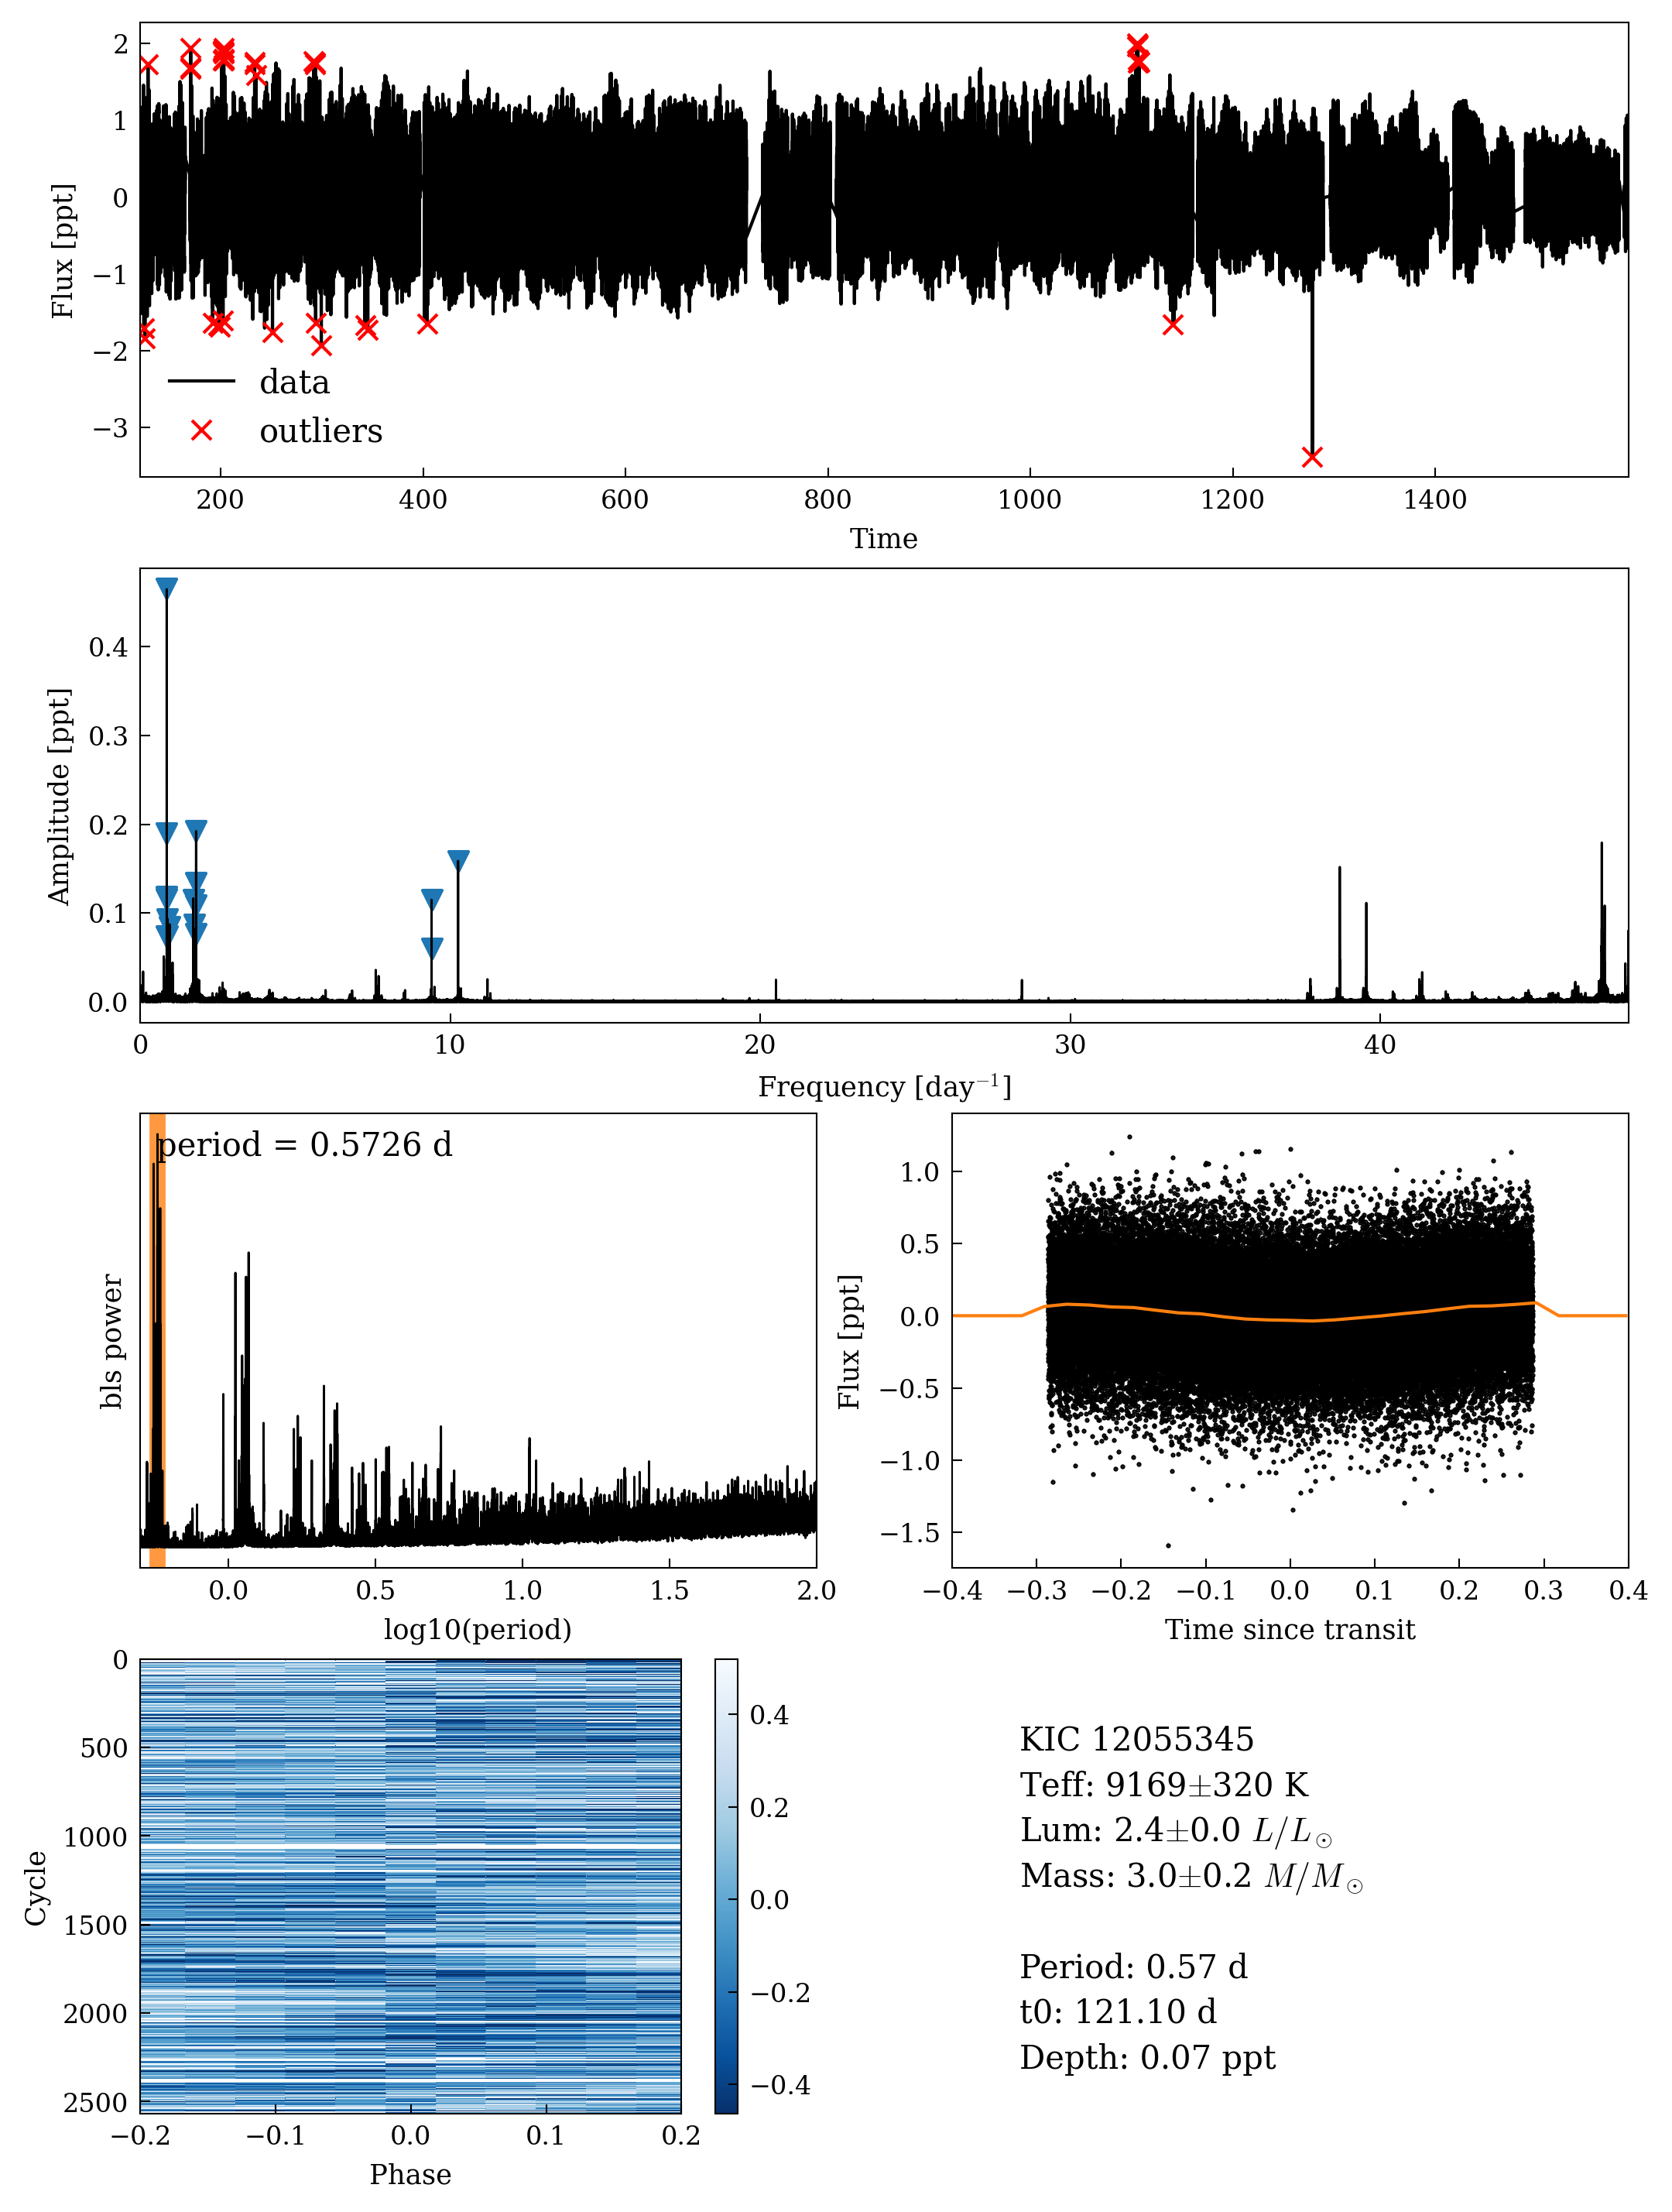 2
1
0
−1
−2
−3
Flux [ppt]
data
outliers
200 400 600 800 1000 1200 1400
Time
0.4
0.3
0.2
0.1
0.0
Amplitude [ppt]
0 10 20 30 40
Frequency [day⁻¹]
period = 0.5726 d
bls power
0.0 0.5 1.0 1.5 2.0
log10(period)
1.0
0.5
0.0
−0.5
−1.0
−1.5
Flux [ppt]
−0.4 −0.3 −0.2 −0.1 0.0 0.1 0.2 0.3 0.4
Time since transit
0
500
1000
1500
2000
2500
Cycle
−0.2 −0.1 0.0 0.1 0.2
Phase
0.4
0.2
0.0
−0.2
−0.4
KIC 12055345
Teff: 9169±320 K
Lum: 2.4±0.0 L/L☉
Mass: 3.0±0.2 M/M☉
Period: 0.57 d
t0: 121.10 d
Depth: 0.07 ppt